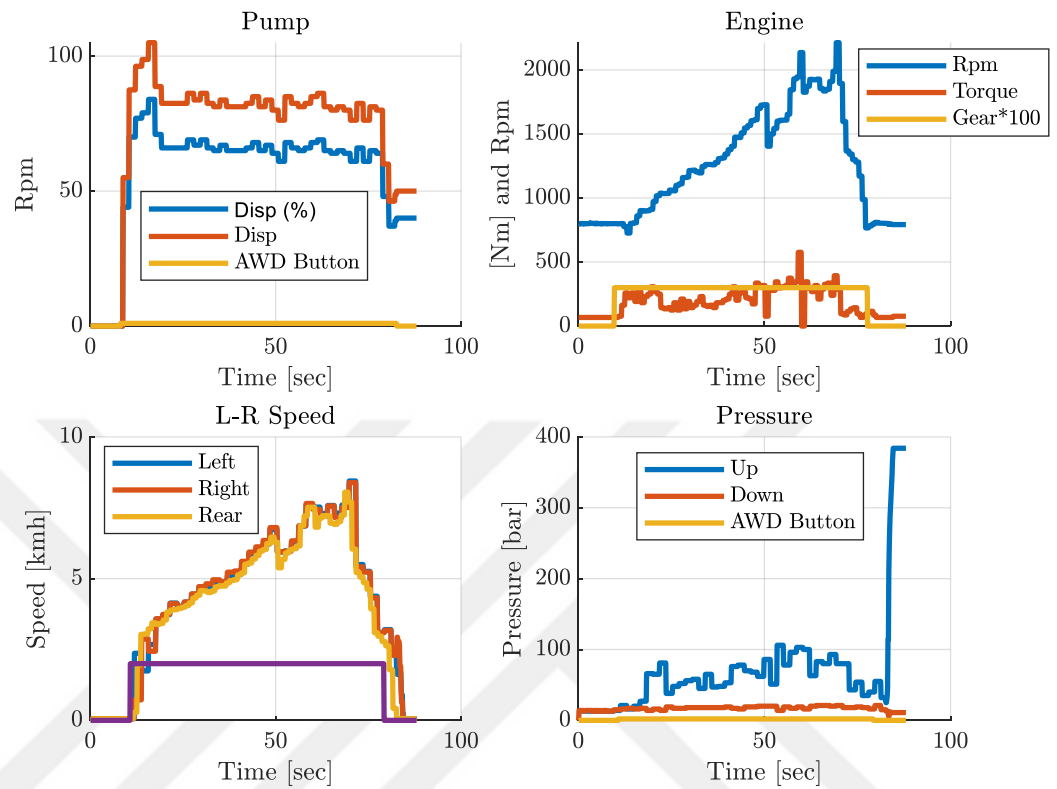 Pump
Rpm
100
50
0
0
50
100
Disp (%)
Disp
AWD Button
Time [sec]
Engine
[Nm] and Rpm
2000
1500
1000
500
0
0
50
100
Rpm
Torque
Gear*100
Time [sec]
L-R Speed
Speed [kmh]
10
5
0
0
50
100
Left
Right
Rear
Time [sec]
Pressure
Pressure [bar]
400
300
200
100
0
0
50
100
Up
Down
AWD Button
Time [sec]